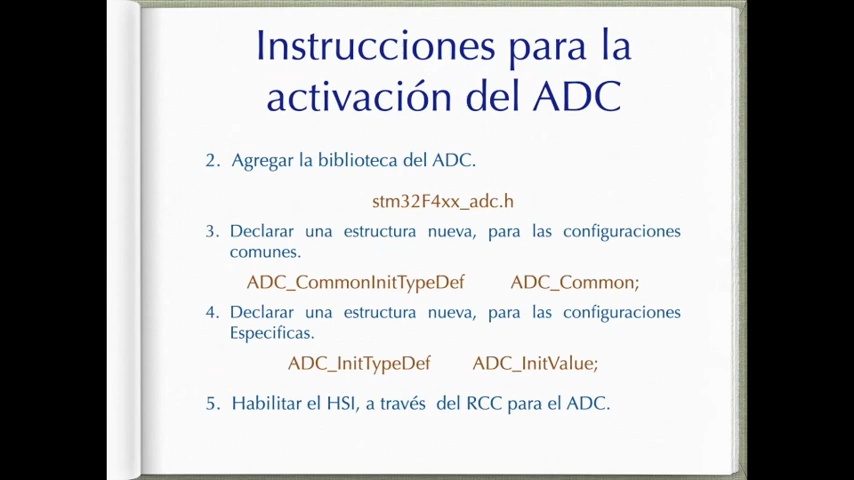 Instrucciones para la
activación del ADC
2. Agregar la biblioteca del ADC.
stm32F4xx_adc.h
3. Declarar una estructura nueva, para las configuraciones
comunes.
ADC_CommonInitTypeDef ADC_Common;
4. Declarar una estructura nueva, para las configuraciones
Especificas.
ADC_InitTypeDef ADC_InitValue;
5. Habilitar el HSI, a través del RCC para el ADC.